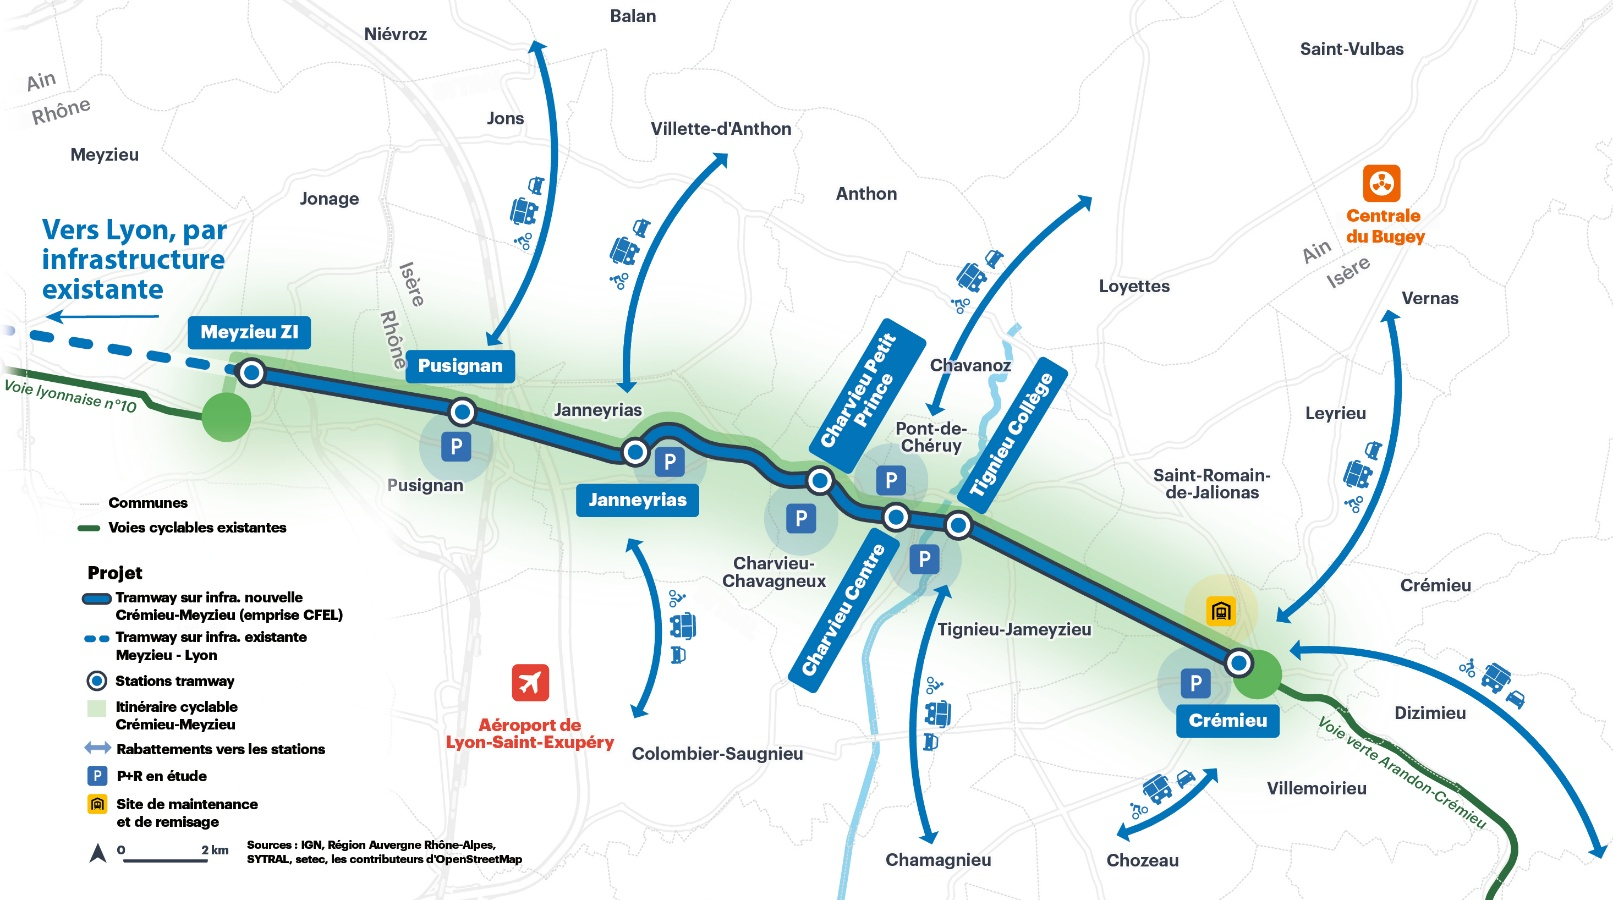 Balan
Niévroz
Saint-Vulbas
Ain
Rhône
Jons
Villette-d'Anthon
Meyzieu
Jonage
Anthon
Centrale
du Bugey
Ain
Isère
Vers Lyon, par
infrastructure
existante
Isère
Rhône
Loyettes
Vernas
Meyzieu ZI
Pusignan
Charvieu Petit
Prince
Chavanoz
Tignieu Collège
Voie lyonnaise n°10
Janneyrias
Leyrieu
Pont-de-
Chéruy
P
P
P
P
Pusignan
Janneyrias
Saint-Romain-
de-Jalionas
P
P
Charvieu-
Chavagneux
Charvieu Centre
Crémieu
Tignieu-Jameyzieu
P
Crémieu
Dizimieu
Aéroport de
Lyon-Saint-Exupéry
Colombier-Saugnieu
Voie verte Arandon-Crémieu
Villemoirieu
Chamagnieu
Chozeau
Communes
Voies cyclables existantes
Projet
Tramway sur infra. nouvelle
Crémieu-Meyzieu (emprise CFEL)
Tramway sur infra. existante
Meyzieu - Lyon
Stations tramway
Itinéraire cyclable
Crémieu-Meyzieu
Rabattements vers les stations
P P+R en étude
Site de maintenance
et de remisage
0 2 km
Sources : IGN, Région Auvergne Rhône-Alpes,
SYTRAL, setec, les contributeurs d'OpenStreetMap